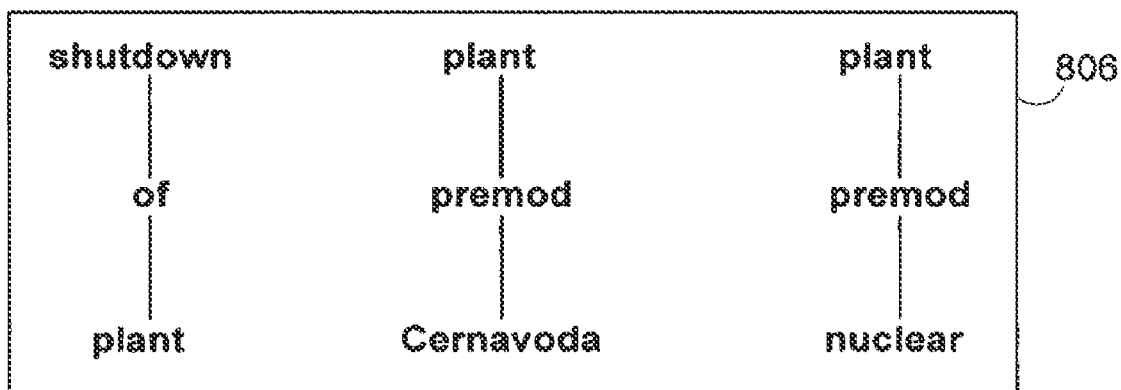 shutdown plant plant
806
of premod premod
plant Cernavoda nuclear